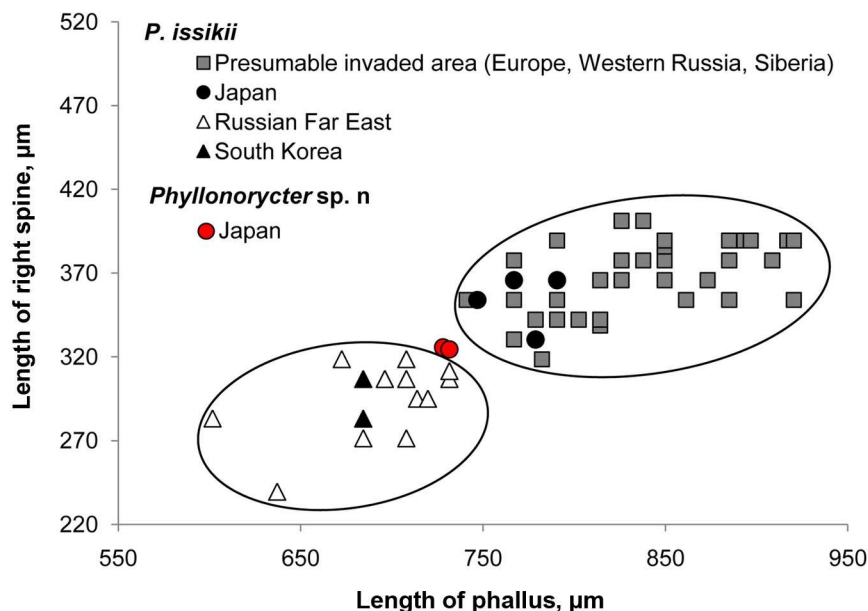 P. issikii
Presumable invaded area (Europe, Western Russia, Siberia)
Japan
Russian Far East
South Korea
Phyllonorycter sp. n
Japan
Length of right spine, µm
520
470
420
370
320
270
220
550
650
750
850
950
Length of phallus, µm